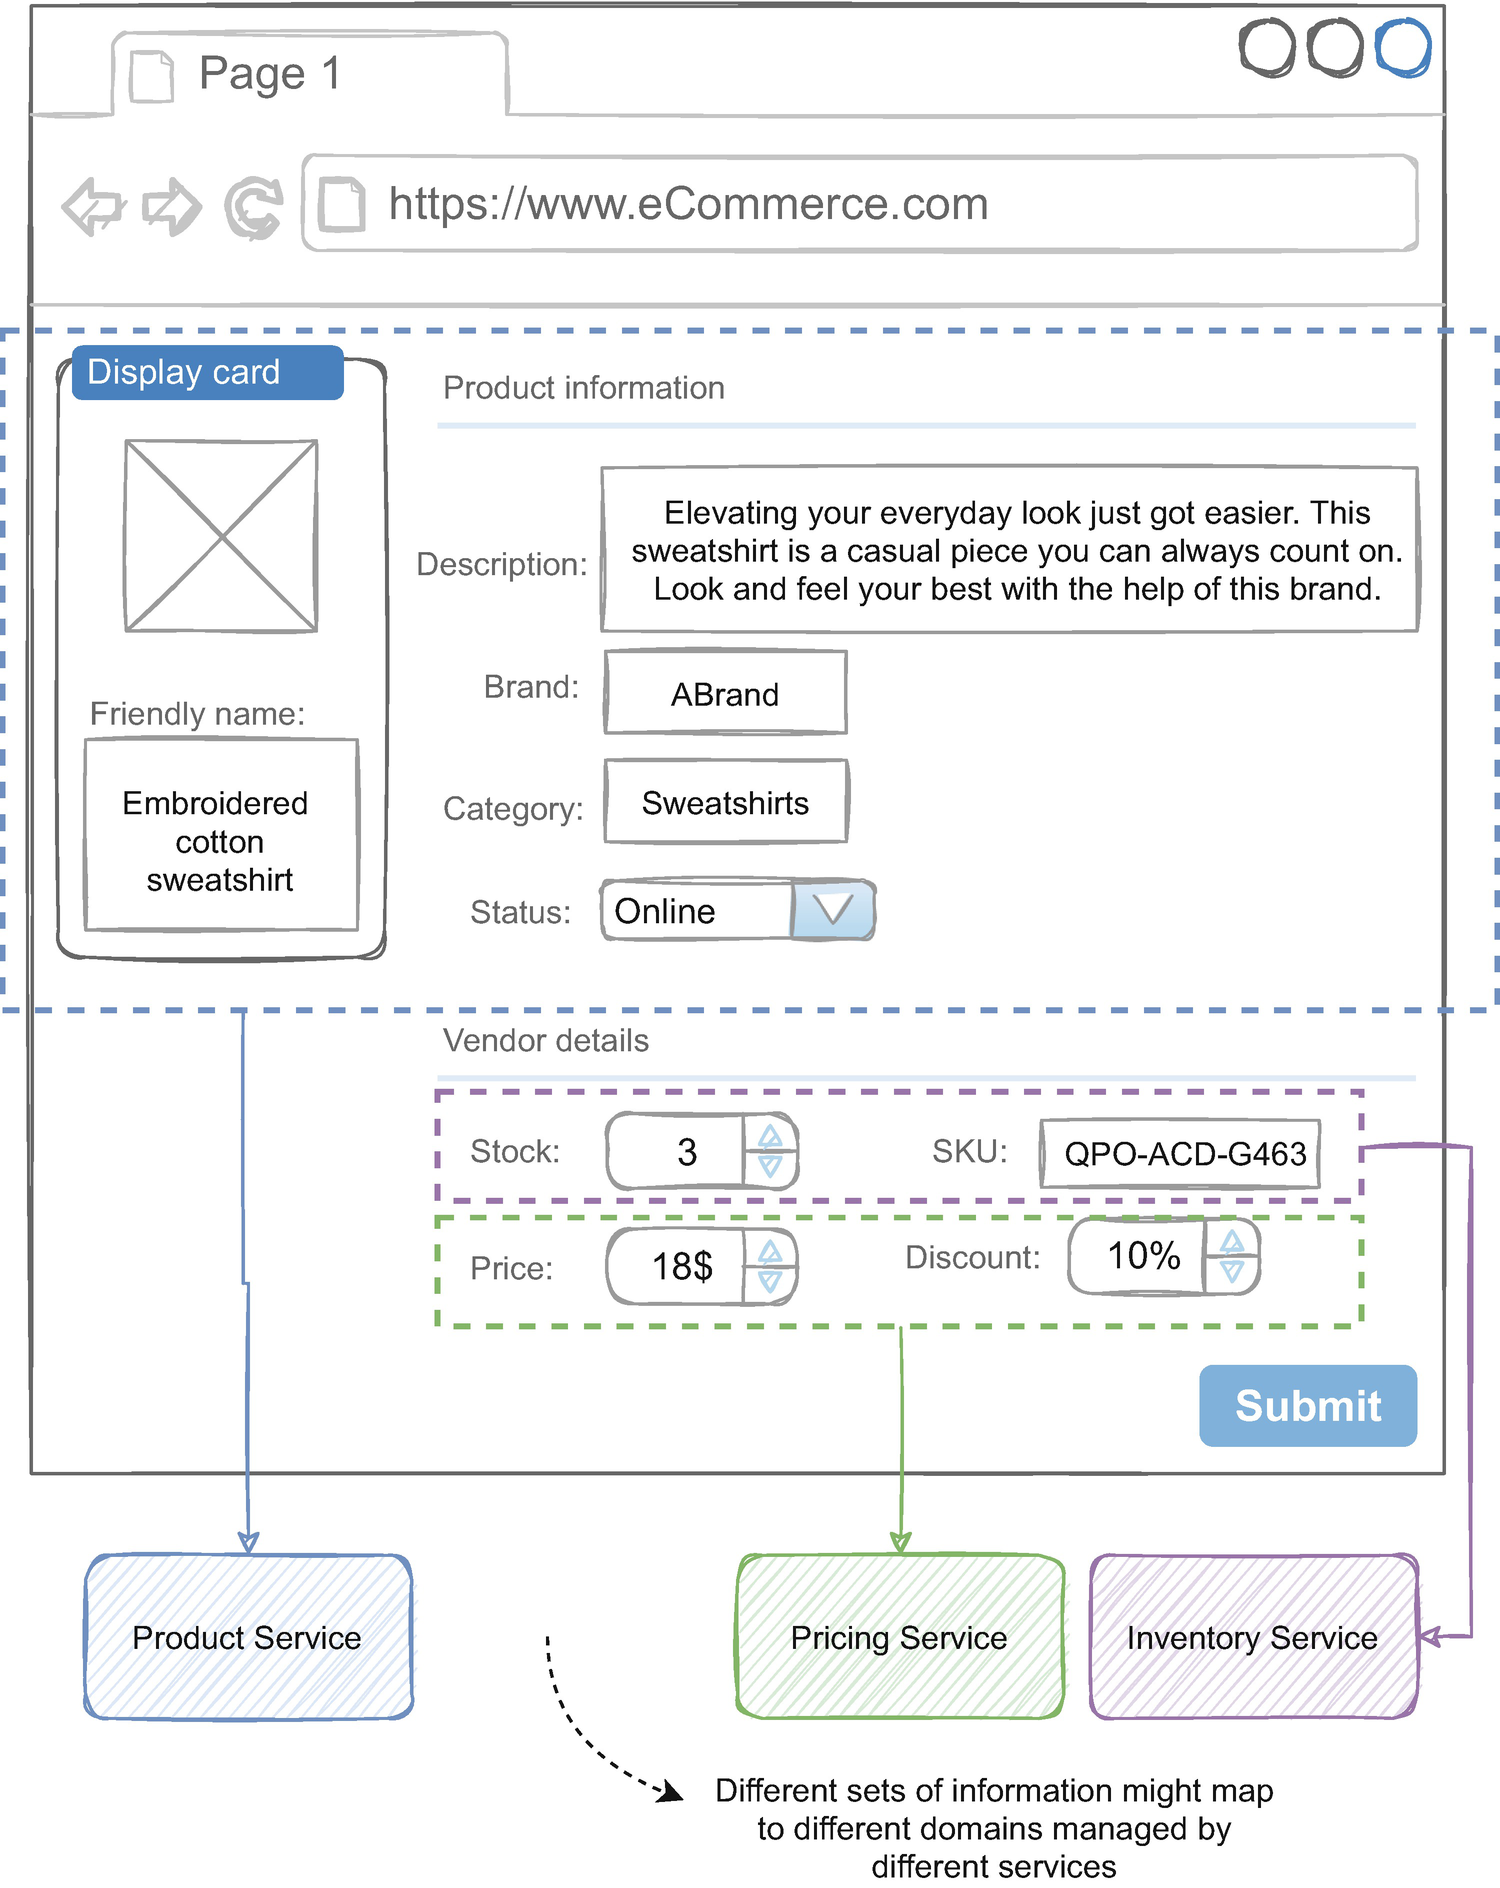 Page 1
https://www.eCommerce.com
Display card
Product information
Description:
Elevating your everyday look just got easier. This
sweatshirt is a casual piece you can always count on.
Look and feel your best with the help of this brand.
Brand:
ABrand
Friendly name:
Embroidered
cotton
sweatshirt
Category:
Sweatshirts
Status:
Online
Vendor details
Stock:
3
SKU:
QPO-ACD-G463
Price:
18$
Discount:
10%
Submit
Product Service
Pricing Service
Inventory Service
Different sets of information might map
to different domains managed by
different services